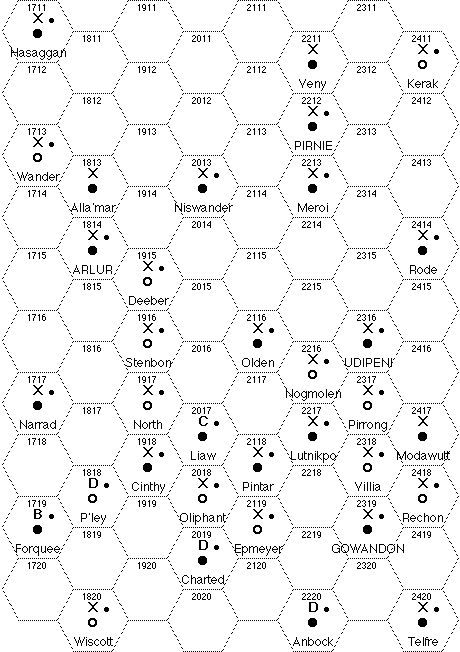 1711 1911 2111 2311
X
1811 2011 2211 2411
X X
Hasaggan
1712 1912 2112 2312
Veny Kerak
1812 2012 2212 2412
X
1713 1913 2113 2313
X
PIRNIE
1813 2013 2213 2413
X X X
Wander
1714 1914 2114 2314
Alla'mar Niswander Meroi
1814 2014 2214 2414
X X
1715 1915 2115 2315
X
ARLUR Rode
1815 2015 2215 2415
Deeber
1716 1916 2116 2316
X X X
1816 2016 2216 2416
X
Stenbon Olden UDIPENI
1717 1917 2117 2317
X X X
Nogmolen
1817 2017 2217 2417
C X X
Narrad North Pirrong
1718 1918 2118 2318
X X X
Liaw Lutnikpo Modawult
1818 2018 2218 2418
D X X
Cinthy Pintar Villia
1719 1919 2119 2319
B X X
P'ley Oliphant Rechon
1819 2019 2219 2419
D
Forquee Epmeyer GOWANDON
1720 1920 2120 2320
Charted
1820 2020 2220 2420
X D X
Wiscott Anbock Telfre